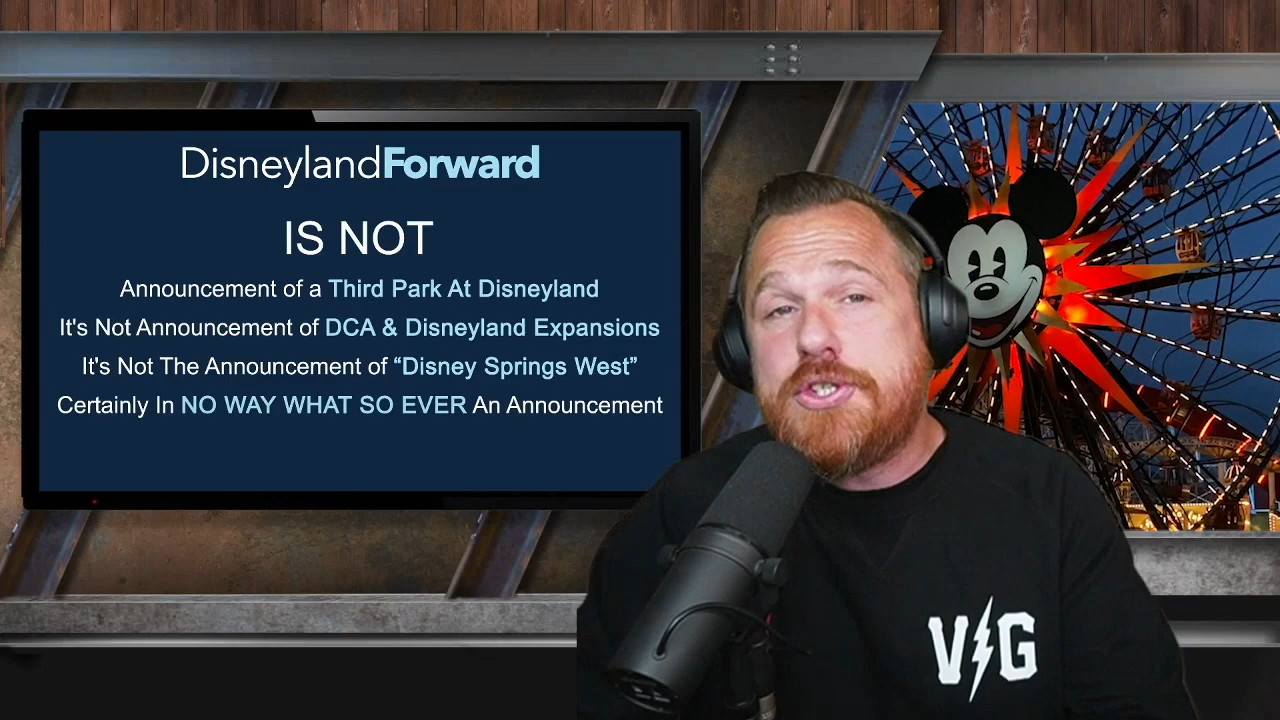 DisneylandForward
IS NOT
Announcement of a Third Park At Disneyland
It's Not Announcement of DCA & Disneyland Expansions
It's Not The Announcement of “Disney Springs West”
Certainly In NO WAY WHAT SO EVER An Announcement
VG